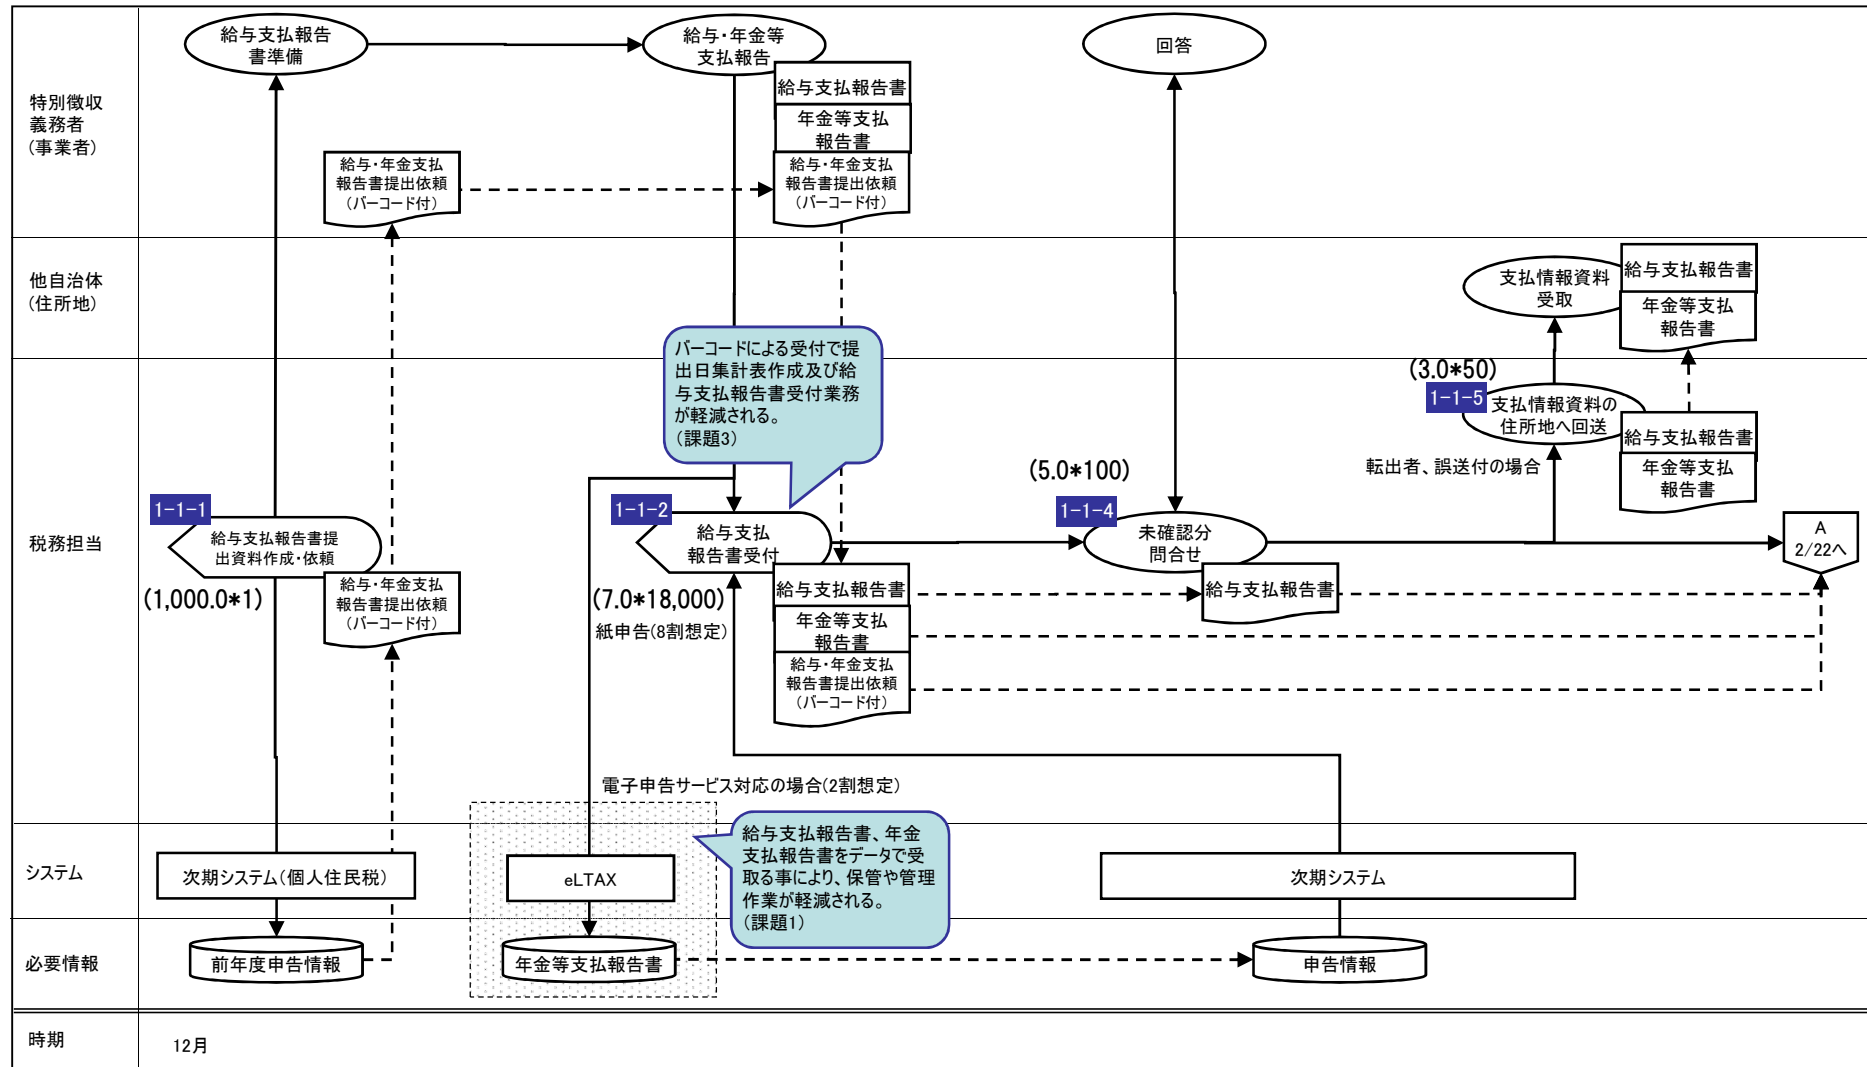 特別徴収
義務者
(事業者)
給与支払報告
書準備
給与・年金等
支払報告
給与支払報告書
年金等支払
報告書
給与・年金支払
報告書提出依頼
(バーコード付)
給与・年金支払
報告書提出依頼
(バーコード付)
回答
他自治体
(住所地)
支払情報資料
受取
給与支払報告書
年金等支払
報告書
税務担当
バーコードによる受付で提
出日集計表作成及び給
与支払報告書受付業務
が軽減される。
(課題3)
(3.0*50)
1-1-5
支払情報資料の
住所地へ回送
給与支払報告書
年金等支払
報告書
転出者、誤送付の場合
1-1-1
給与支払報告書提
出資料作成・依頼
(1,000.0*1)
給与・年金支払
報告書提出依頼
(バーコード付)
1-1-2
給与支払
報告書受付
(7.0*18,000)
紙申告(8割想定)
給与支払報告書
年金等支払
報告書
給与・年金支払
報告書提出依頼
(バーコード付)
(5.0*100)
1-1-4
未確認分
問合せ
給与支払報告書
A
2/22へ
電子申告サービス対応の場合(2割想定)
給与支払報告書、年金
支払報告書をデータで受
取る事により、保管や管理
作業が軽減される。
(課題1)
システム
次期システム(個人住民税)
eLTAX
次期システム
必要情報
前年度申告情報
年金等支払報告書
申告情報
時期
12月